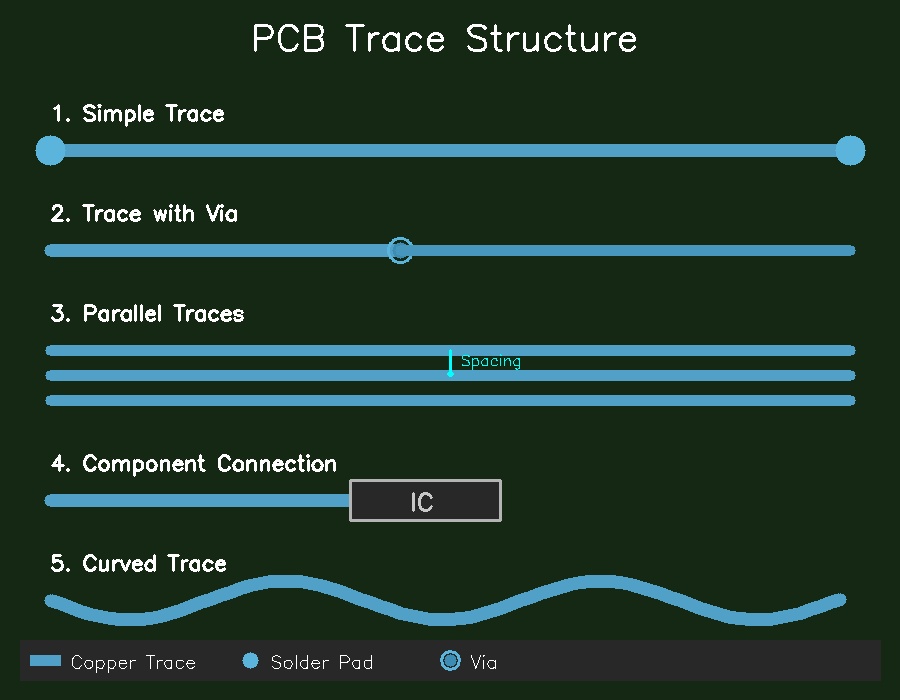 PCB Trace Structure
1. Simple Trace
2. Trace with Via
3. Parallel Traces
Spacing
4. Component Connection
IC
5. Curved Trace
Copper Trace Solder Pad Via